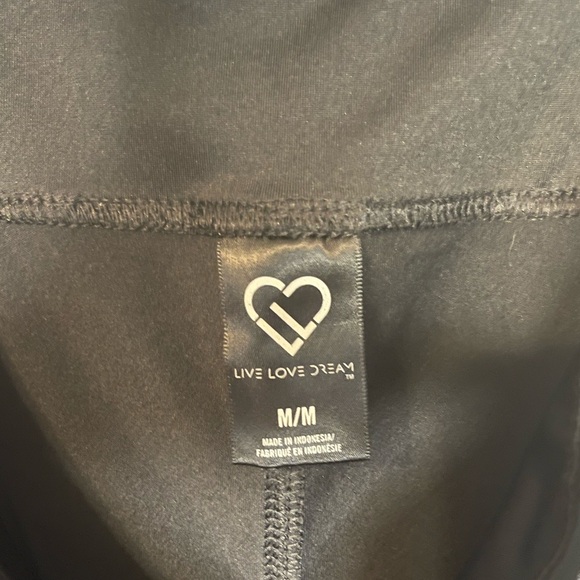 LIVE LOVE DREAM
TM
M/M
MADE IN INDONESIA/
FABRIQUÉ EN INDONÉSIE